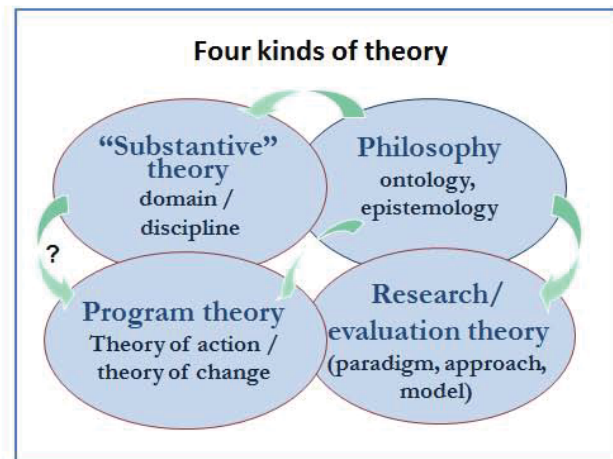 Four kinds of theory
“Substantive”
theory
domain /
discipline
Philosophy
ontology,
epistemology
?
Program theory
Theory of action /
theory of change
Research/
evaluation theory
(paradigm, approach,
model)